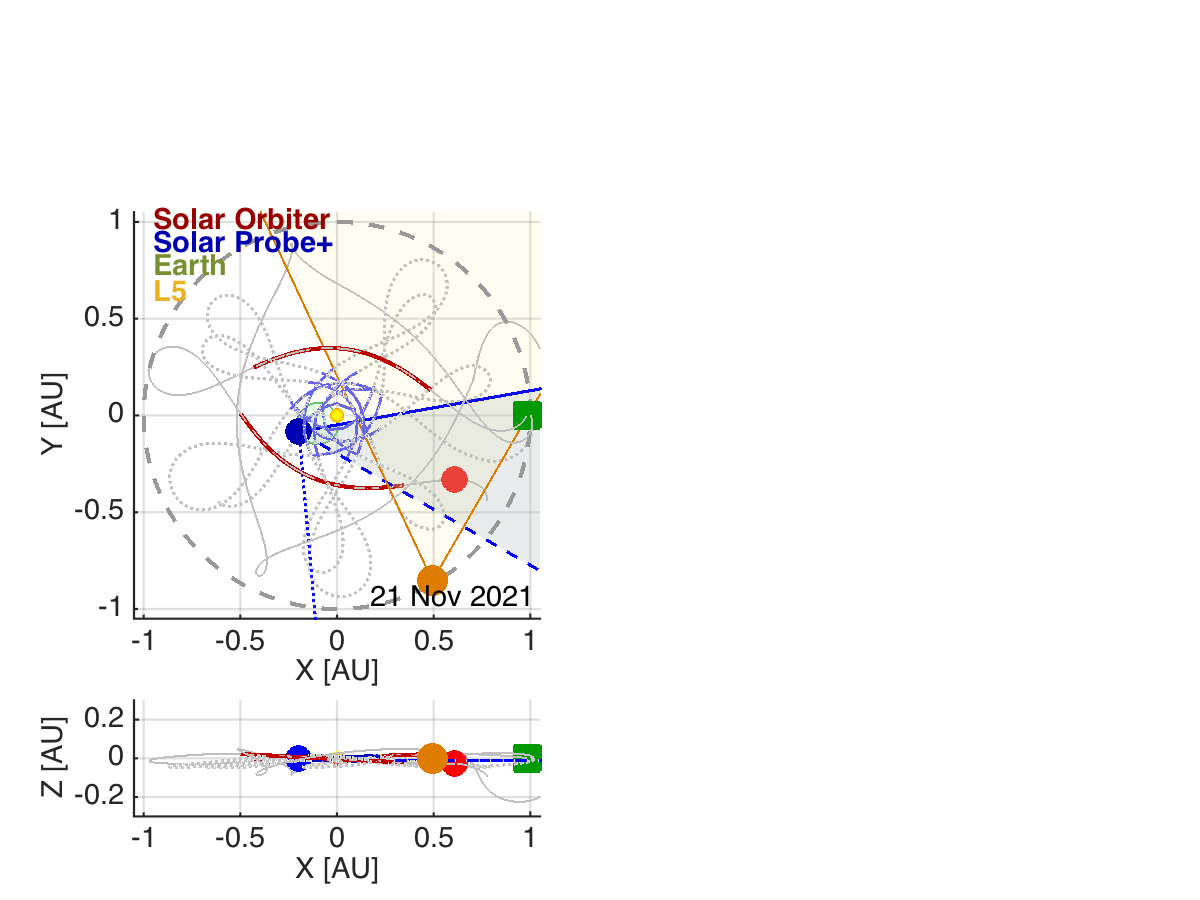 Solar Orbiter
Solar Probe+
Earth
L5
1
0.5
0
-0.5
-1
Y [AU]
21 Nov 2021
-1 -0.5 0 0.5 1
X [AU]
0.2
0
-0.2
Z [AU]
-1 -0.5 0 0.5 1
X [AU]